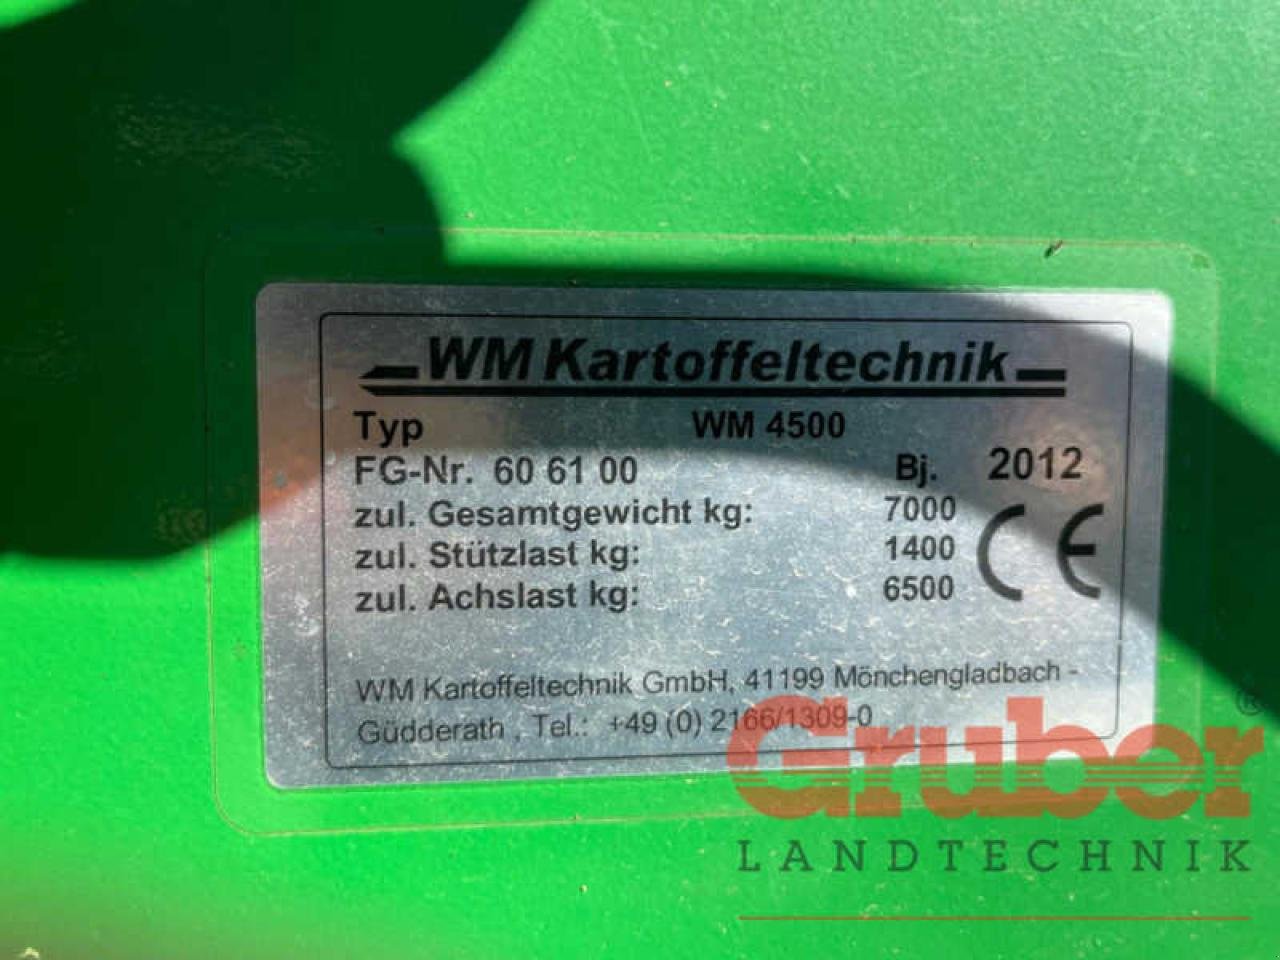 WM Kartoffeltechnik
Typ WM 4500
FG-Nr. 60 61 00 Bj. 2012
zul. Gesamtgewicht kg: 7000
zul. Stützlast kg: 1400
zul. Achslast kg: 6500
CE
WM Kartoffeltechnik GmbH, 41199 Mönchengladbach -
Güdderath , Tel.: +49 (0) 2166/1309-0
Gruber ®
LANDTECHNIK